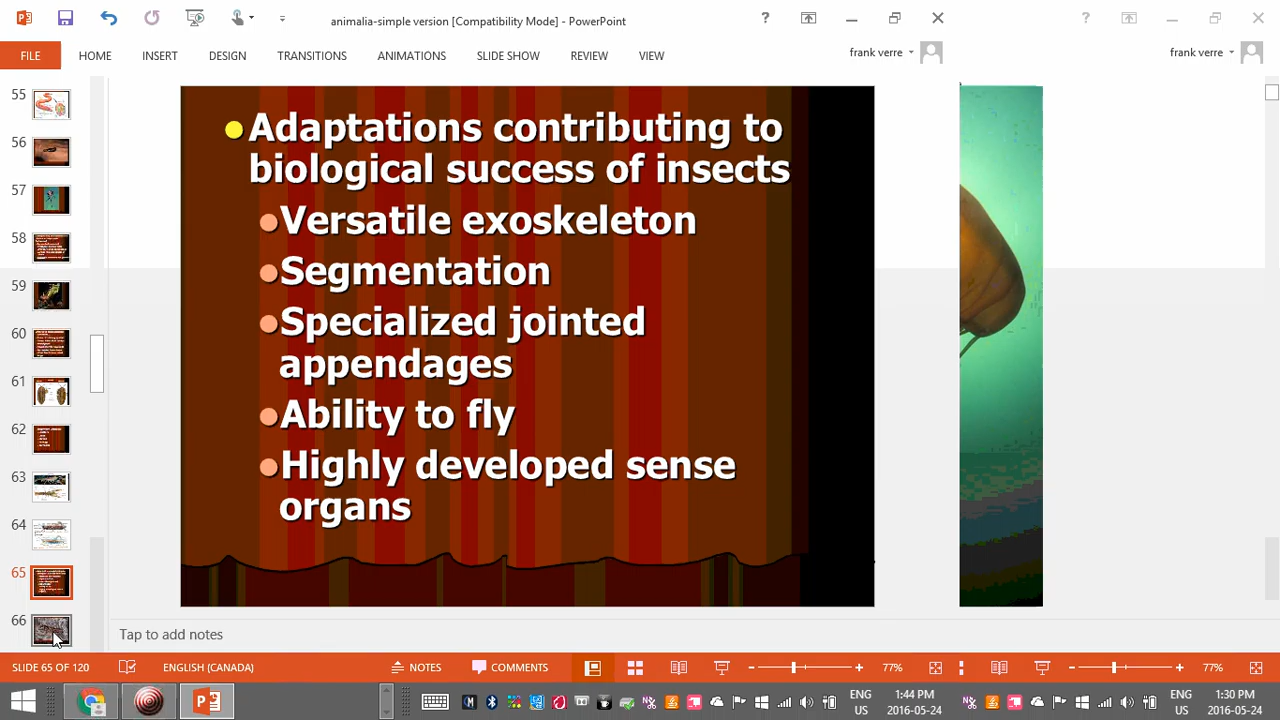 animalia-simple version [Compatibility Mode] - PowerPoint
? ?
FILE HOME INSERT DESIGN TRANSITIONS ANIMATIONS SLIDE SHOW REVIEW VIEW
frank verre frank verre
55
56
57
58
59
60
61
62
63
64
65
66
Adaptations contributing to
biological success of insects
Versatile exoskeleton
Segmentation
Specialized jointed
appendages
Ability to fly
Highly developed sense
organs
Tap to add notes
SLIDE 65 OF 120 ENGLISH (CANADA) NOTES COMMENTS 77% 77%
ENG 1:44 PM ENG 1:30 PM
US 2016-05-24 US 2016-05-24